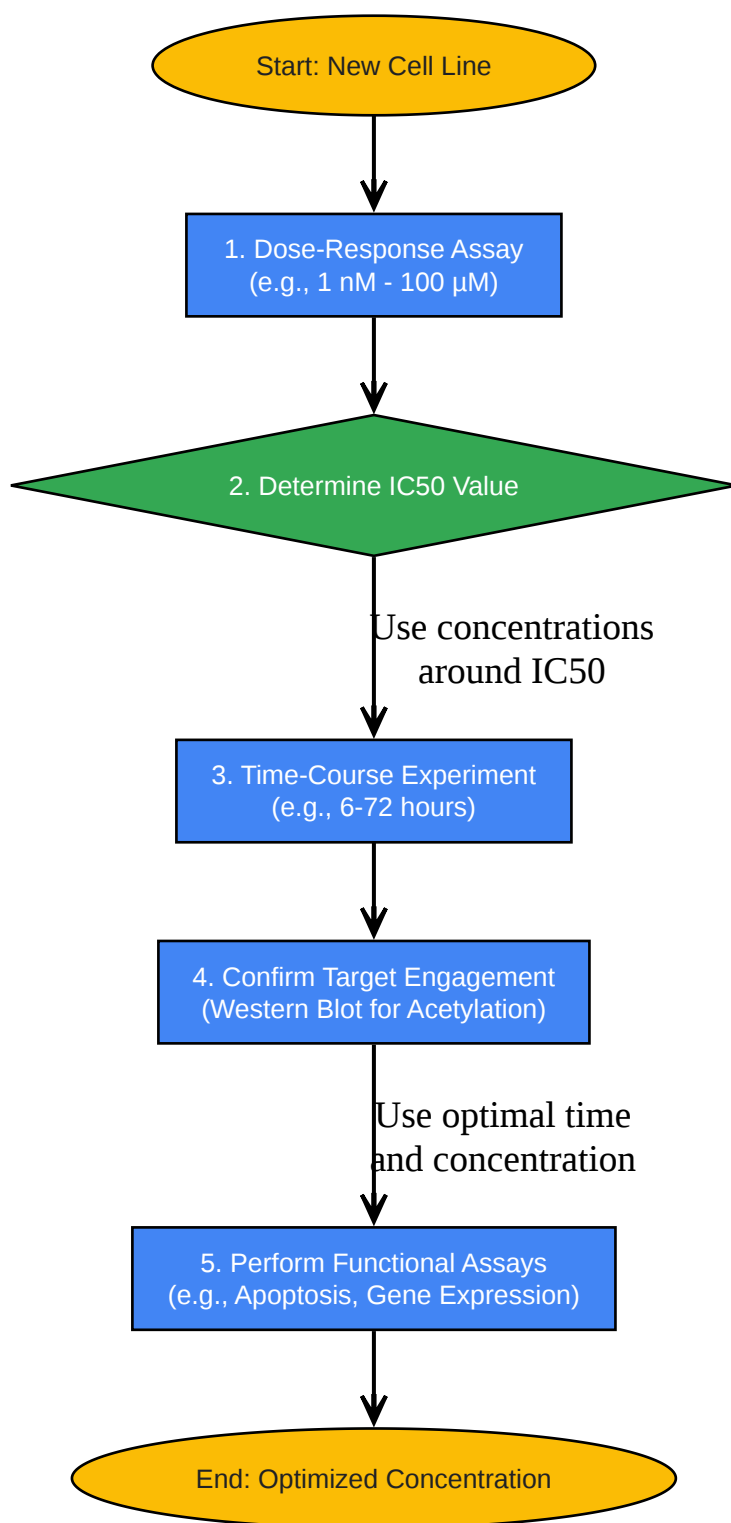 Start: New Cell Line
1. Dose-Response Assay
(e.g., 1 nM - 100 µM)
2. Determine IC50 Value
Use concentrations
around IC50
3. Time-Course Experiment
(e.g., 6-72 hours)
4. Confirm Target Engagement
(Western Blot for Acetylation)
Use optimal time
and concentration
5. Perform Functional Assays
(e.g., Apoptosis, Gene Expression)
End: Optimized Concentration